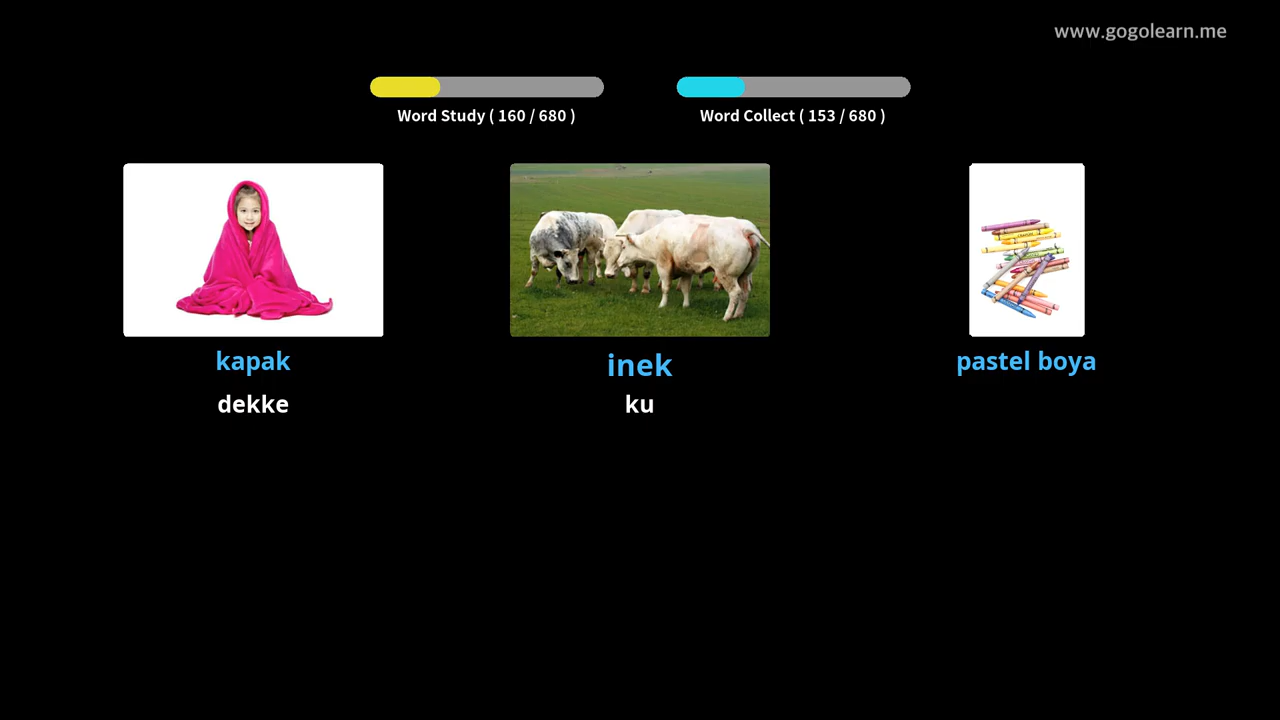 www.gogolearn.me
Word Study ( 160 / 680 )
Word Collect ( 153 / 680 )
kapak
inek
pastel boya
dekke
ku